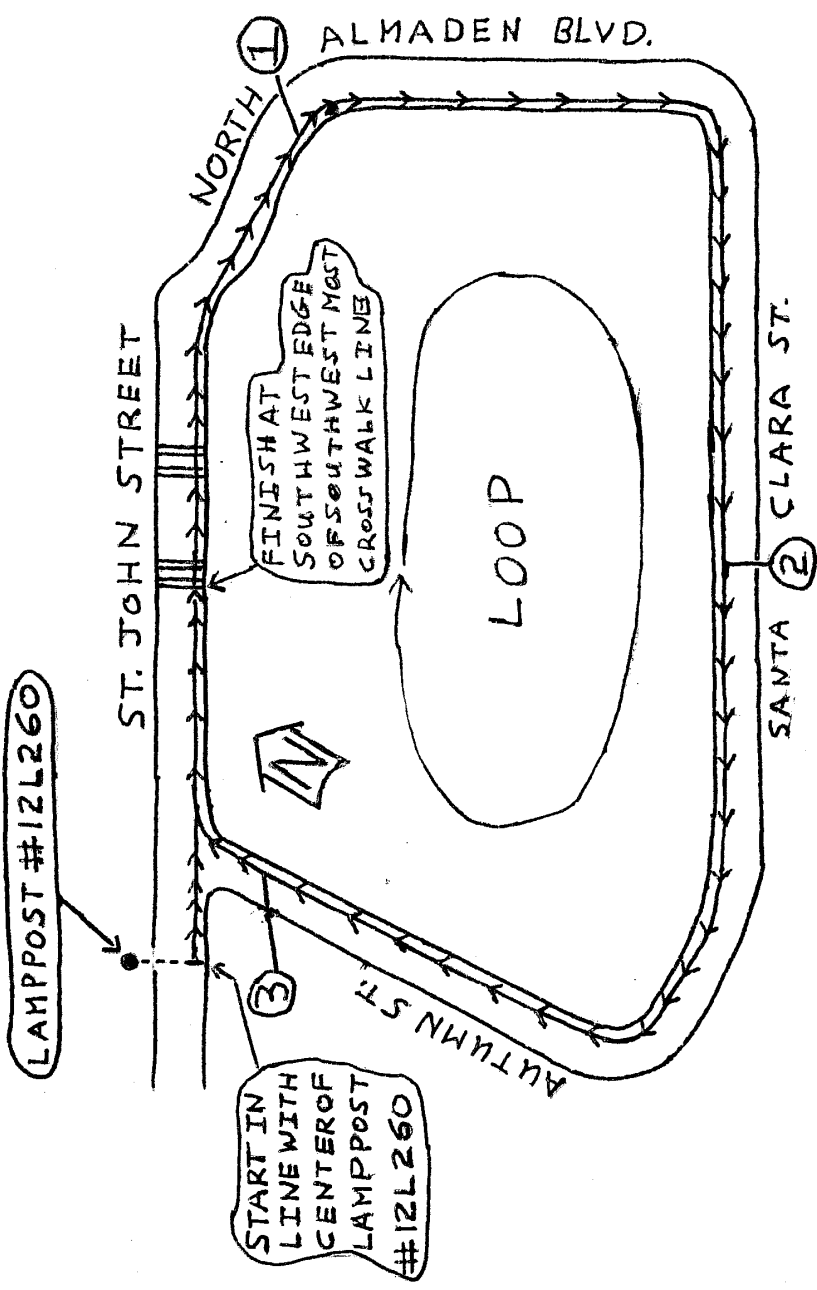 LAMPPOST #12L260
ST. JOHN STREET
NORTH ALMADEN BLVD.
1
START IN
LINE WITH
CENTER OF
LAMPPOST
#12L260
3
FINISH AT
SOUTHWEST EDGE
OF SOUTHWEST MOST
CROSSWALK LINE
N
LOOP
AUTUMN ST.
SANTA CLARA ST.
2